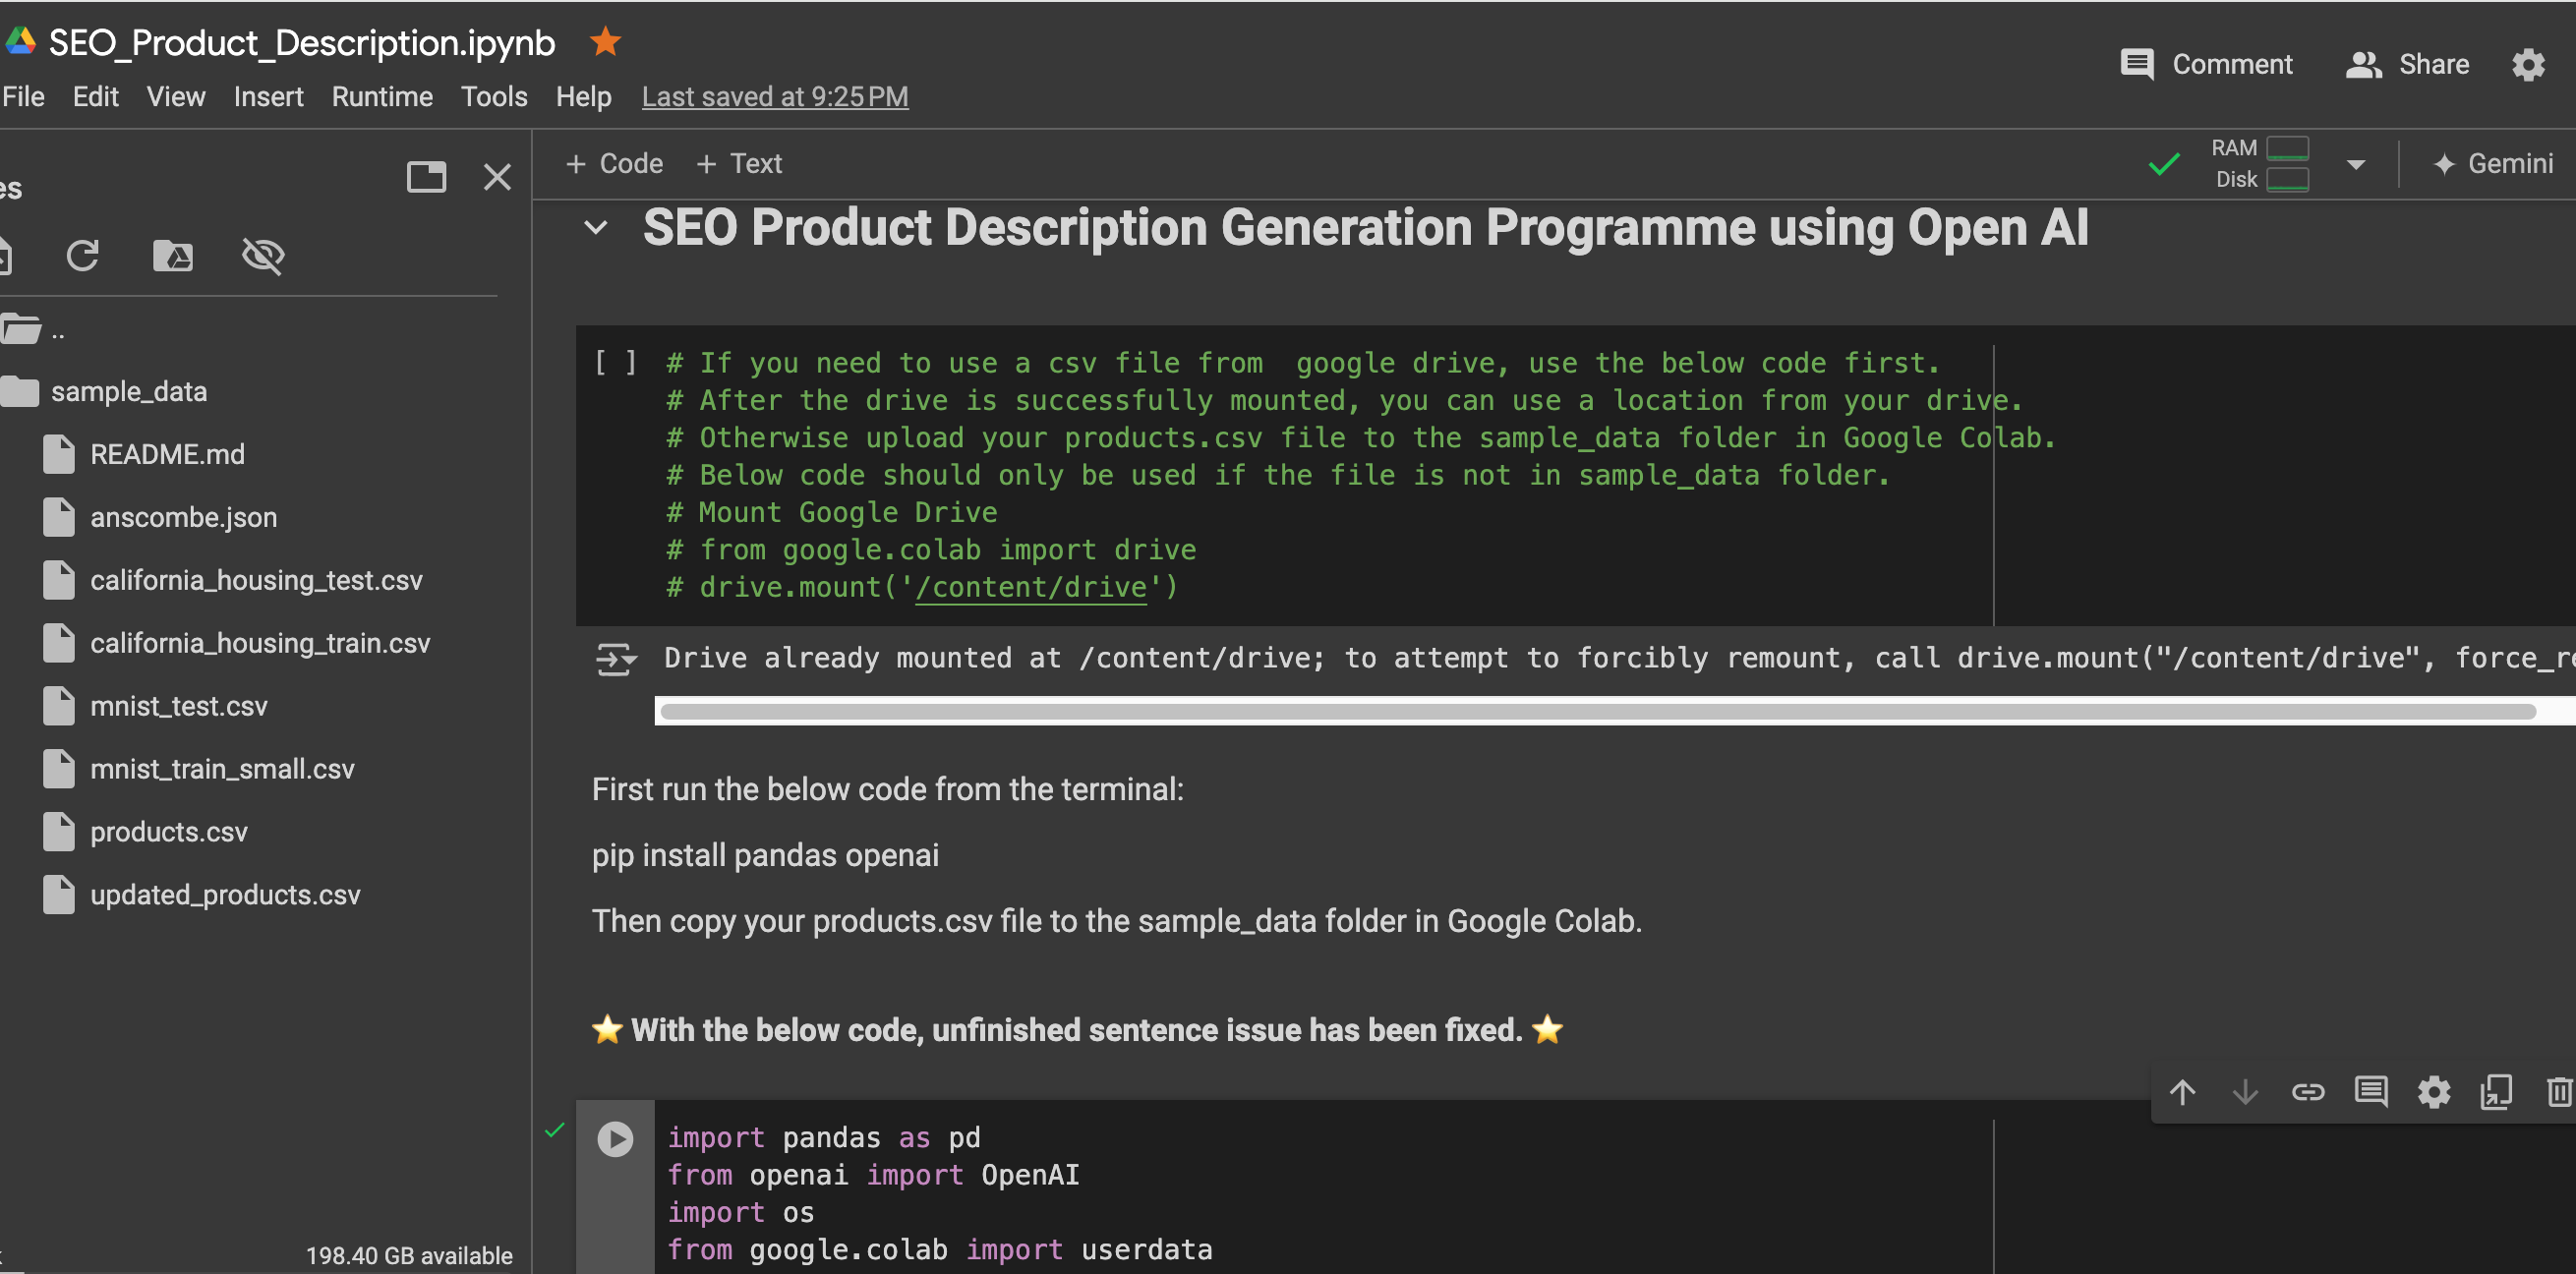 SEO_Product_Description.ipynb
Comment
Share
File Edit View Insert Runtime Tools Help Last saved at 9:25 PM
+ Code + Text
RAM
Disk
Gemini
..
sample_data
README.md
anscombe.json
california_housing_test.csv
california_housing_train.csv
mnist_test.csv
mnist_train_small.csv
products.csv
updated_products.csv
198.40 GB available
SEO Product Description Generation Programme using Open AI
[ ] # If you need to use a csv file from  google drive, use the below code first.
# After the drive is successfully mounted, you can use a location from your drive.
# Otherwise upload your products.csv file to the sample_data folder in Google Colab.
# Below code should only be used if the file is not in sample_data folder.
# Mount Google Drive
# from google.colab import drive
# drive.mount('/content/drive')
Drive already mounted at /content/drive; to attempt to forcibly remount, call drive.mount("/content/drive",
First run the below code from the terminal:
pip install pandas openai
Then copy your products.csv file to the sample_data folder in Google Colab.
⭐ With the below code, unfinished sentence issue has been fixed. ⭐
import pandas as pd
from openai import OpenAI
import os
from google.colab import userdata